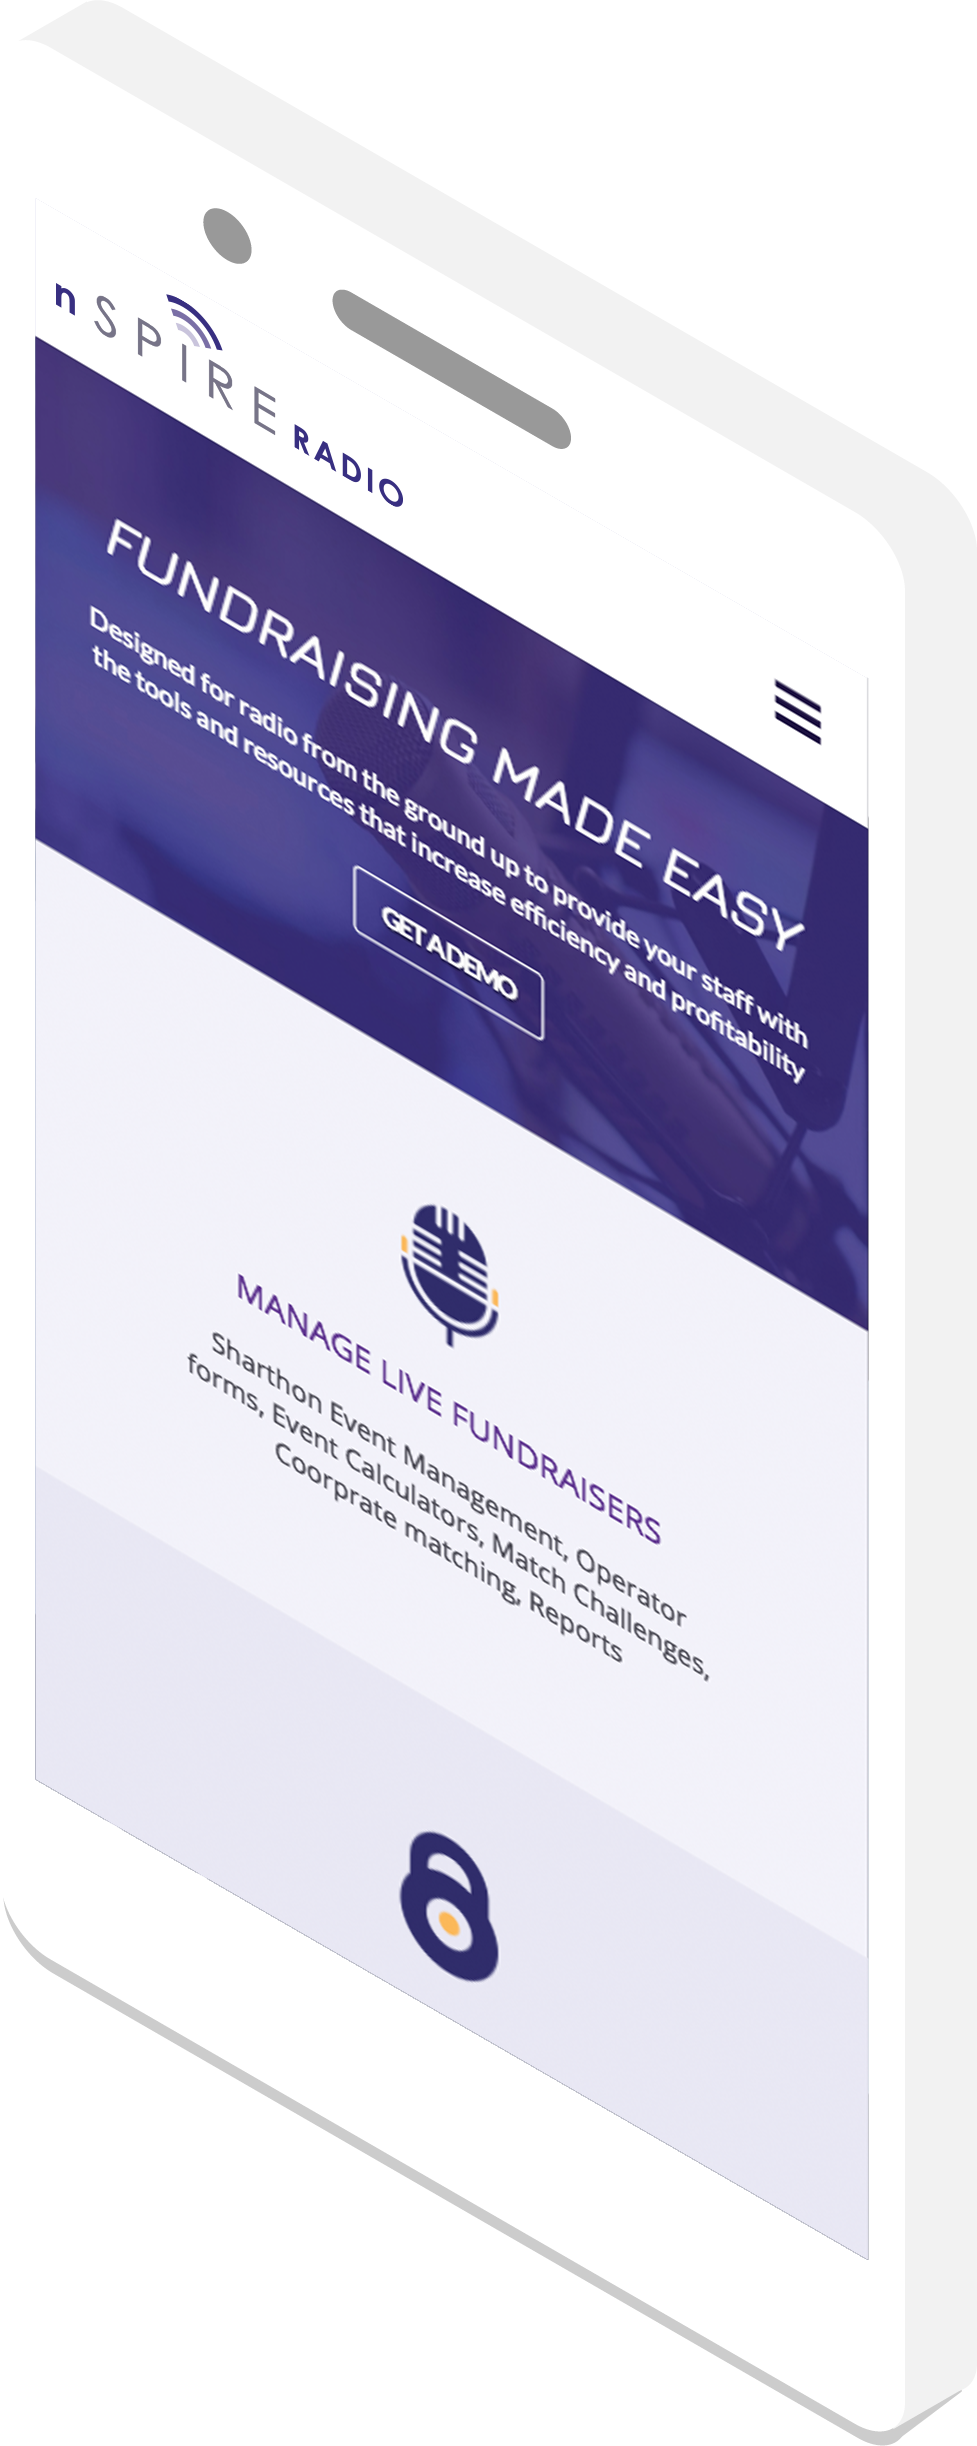 nSPIRE RADIO
FUNDRAISING MADE EASY
Designed for radio from the ground up to provide your staff with
the tools and resources that increase efficiency and profitability
GET A DEMO
MANAGE LIVE FUNDRAISERS
Sharthon Event Management, Operator
forms, Event Calculators, Match Challenges,
Coorprate matching, Reports